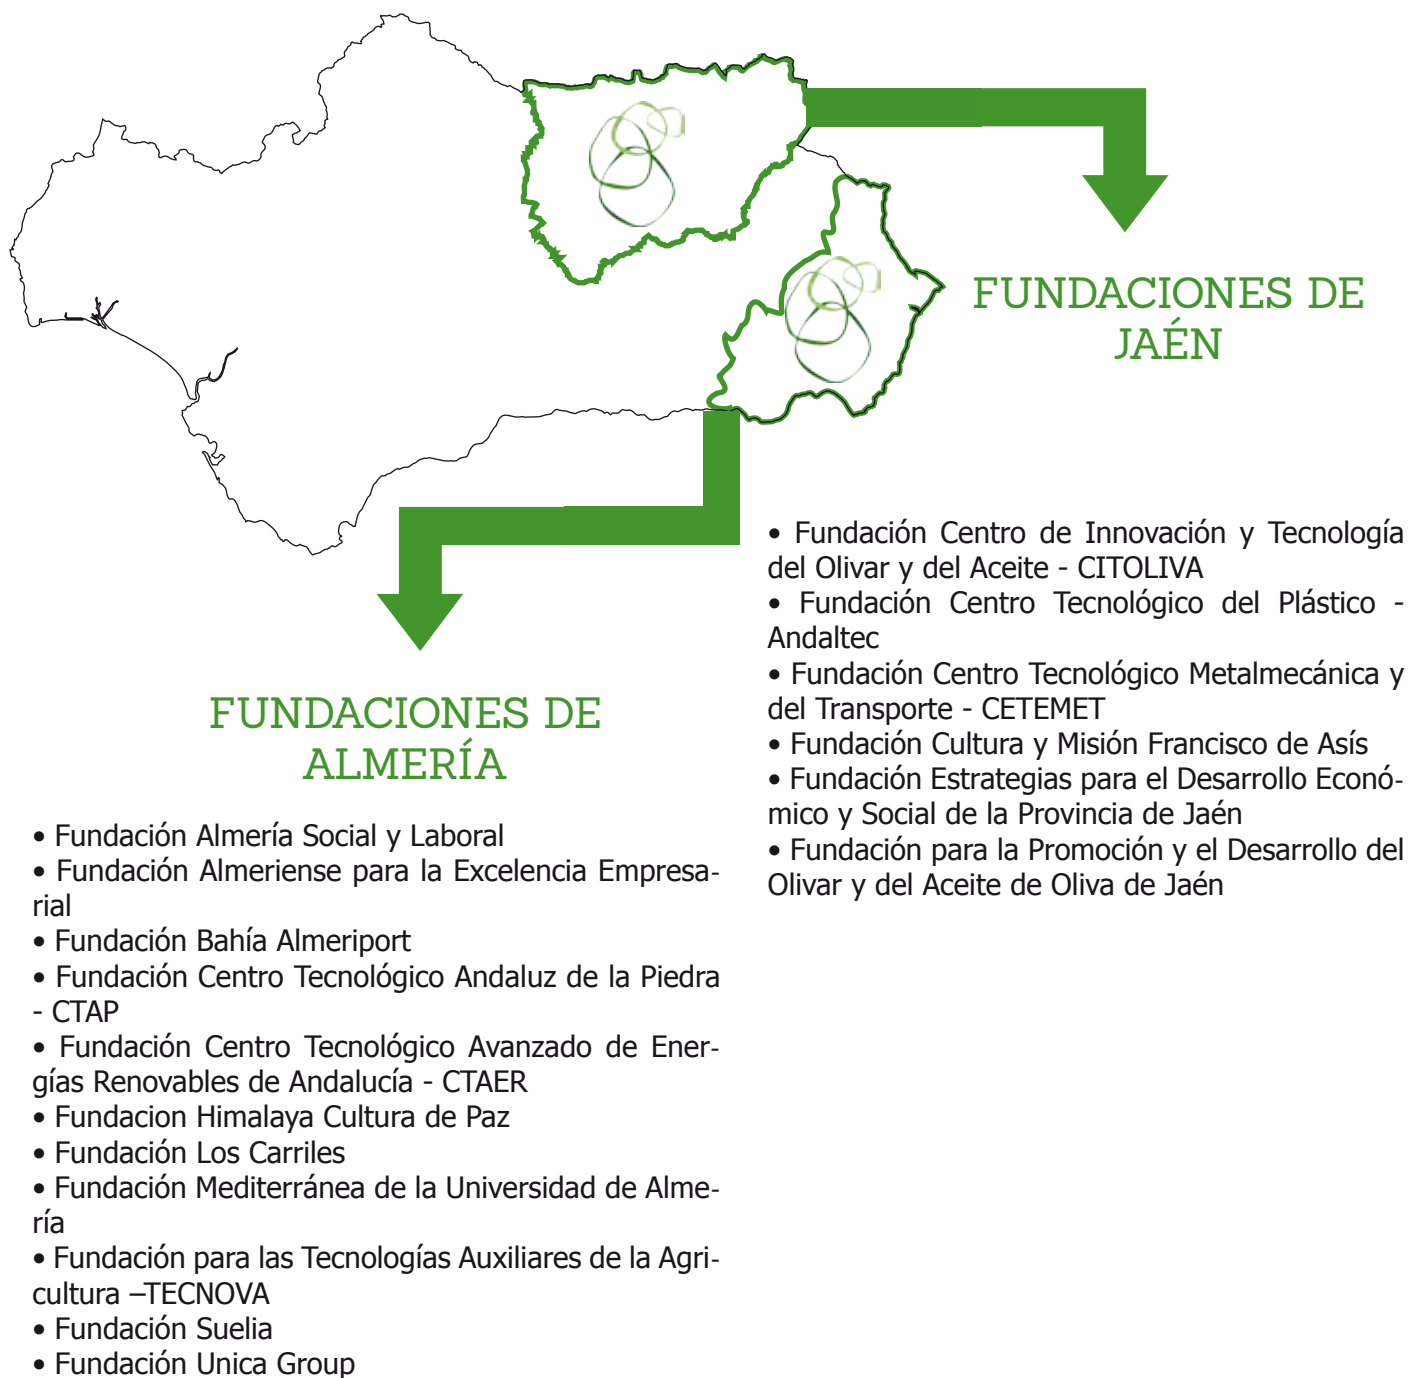 FUNDACIONES DE
JAÉN
• Fundación Centro de Innovación y Tecnología
del Olivar y del Aceite - CITOLIVA
• Fundación Centro Tecnológico del Plástico -
Andaltec
• Fundación Centro Tecnológico Metalmecánica y
del Transporte - CETEMET
• Fundación Cultura y Misión Francisco de Asís
• Fundación Estrategias para el Desarrollo Econó-
mico y Social de la Provincia de Jaén
• Fundación para la Promoción y el Desarrollo del
Olivar y del Aceite de Oliva de Jaén
FUNDACIONES DE
ALMERÍA
• Fundación Almería Social y Laboral
• Fundación Almeriense para la Excelencia Empresa-
rial
• Fundación Bahía Almeriport
• Fundación Centro Tecnológico Andaluz de la Piedra
- CTAP
• Fundación Centro Tecnológico Avanzado de Ener-
gías Renovables de Andalucía - CTAER
• Fundacion Himalaya Cultura de Paz
• Fundación Los Carriles
• Fundación Mediterránea de la Universidad de Alme-
ría
• Fundación para las Tecnologías Auxiliares de la Agri-
cultura –TECNOVA
• Fundación Suelia
• Fundación Unica Group